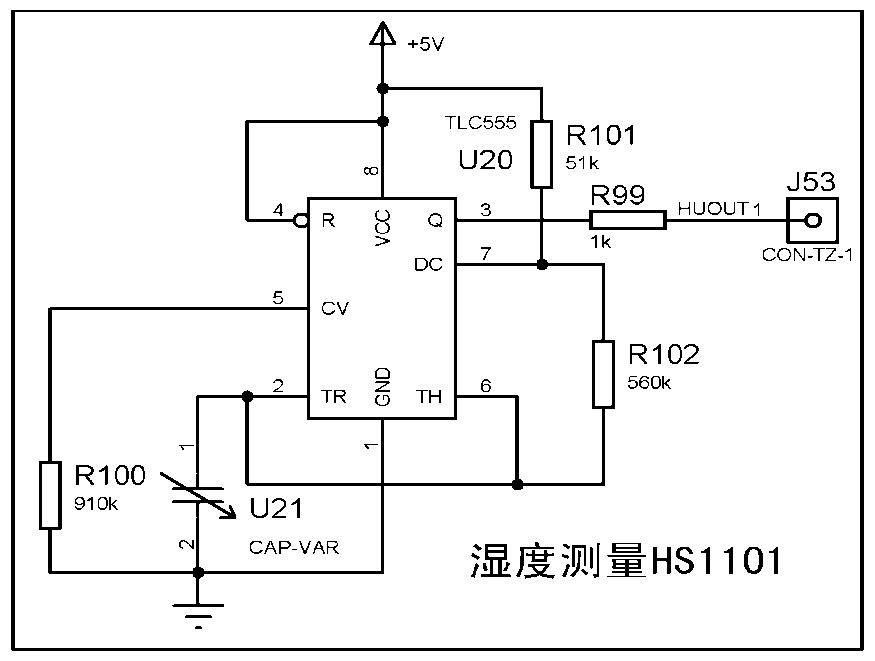 +5V
TLC555
U20
R101
51k
8
4
R
VCC
Q
3
R99
1k
HUOUT1
J53
CON-TZ-1
DC
7
5
CV
R102
560k
2
TR
GND
TH
6
1
1
R100
910k
U21
2
CAP-VAR
湿度测量HS1101